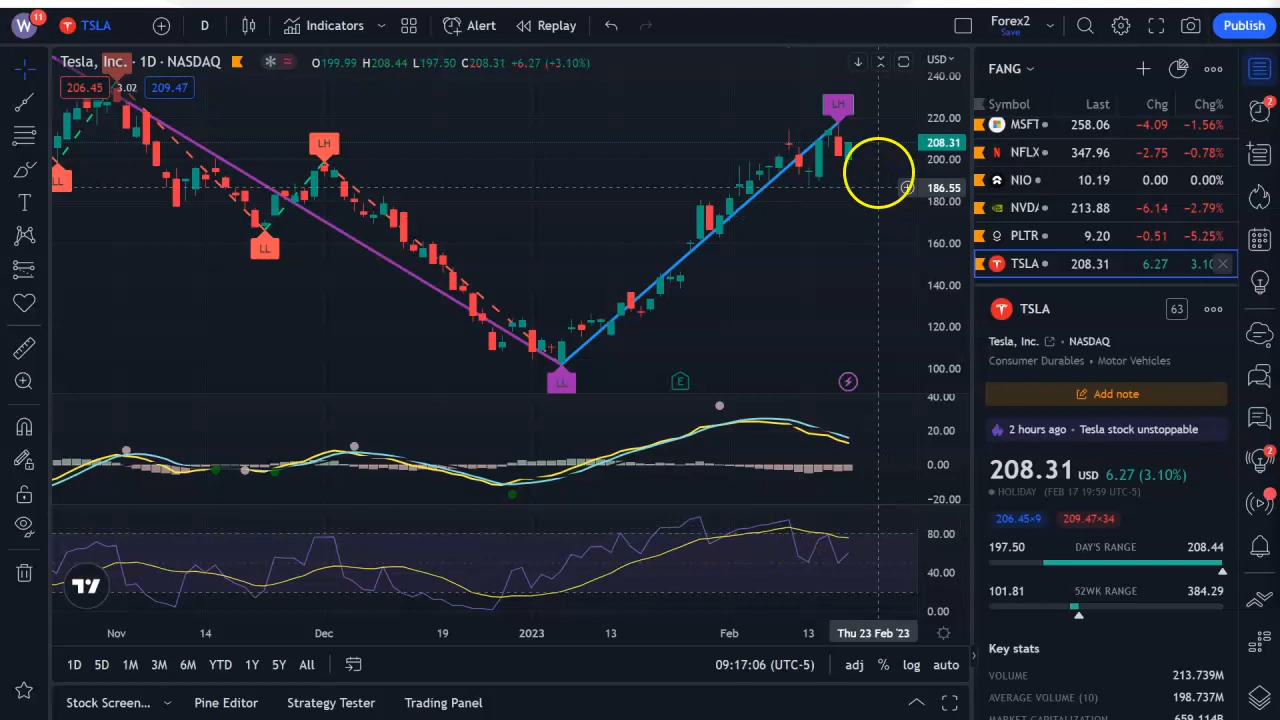 W 11 TSLA D Indicators Alert Replay Forex2 Save Publish
Tesla, Inc. · 1D · NASDAQ O199.99 H208.44 L197.50 C208.31 +6.27 (+3.10%) USD
206.45 3.02 209.47
240.00
220.00
208.31
200.00
186.55
180.00
160.00
140.00
120.00
100.00
LL
LL
LH
LL
LH
E
40.00
20.00
0.00
−20.00
80.00
40.00
0.00
Nov 14 Dec 19 2023 13 Feb 13 Thu 23 Feb '23
1D 5D 1M 3M 6M YTD 1Y 5Y All 09:17:06 (UTC-5) adj % log auto
Stock Screen... Pine Editor Strategy Tester Trading Panel
FANG
Symbol Last Chg Chg%
MSFT 258.06 −4.09 −1.56%
NFLX 347.96 −2.75 −0.78%
NIO 10.19 0.00 0.00%
NVDA 213.88 −6.14 −2.79%
PLTR 9.20 −0.51 −5.25%
TSLA 208.31 6.27 3.10
TSLA 63
Tesla, Inc. · NASDAQ
Consumer Durables · Motor Vehicles
Add note
2 hours ago · Tesla stock unstoppable
208.31 USD 6.27 (3.10%)
HOLIDAY (FEB 17 19:59 UTC-5)
206.45×9 209.47×34
197.50 DAY'S RANGE 208.44
101.81 52WK RANGE 384.29
Key stats
VOLUME 213.739M
AVERAGE VOLUME (10) 198.737M
2
2